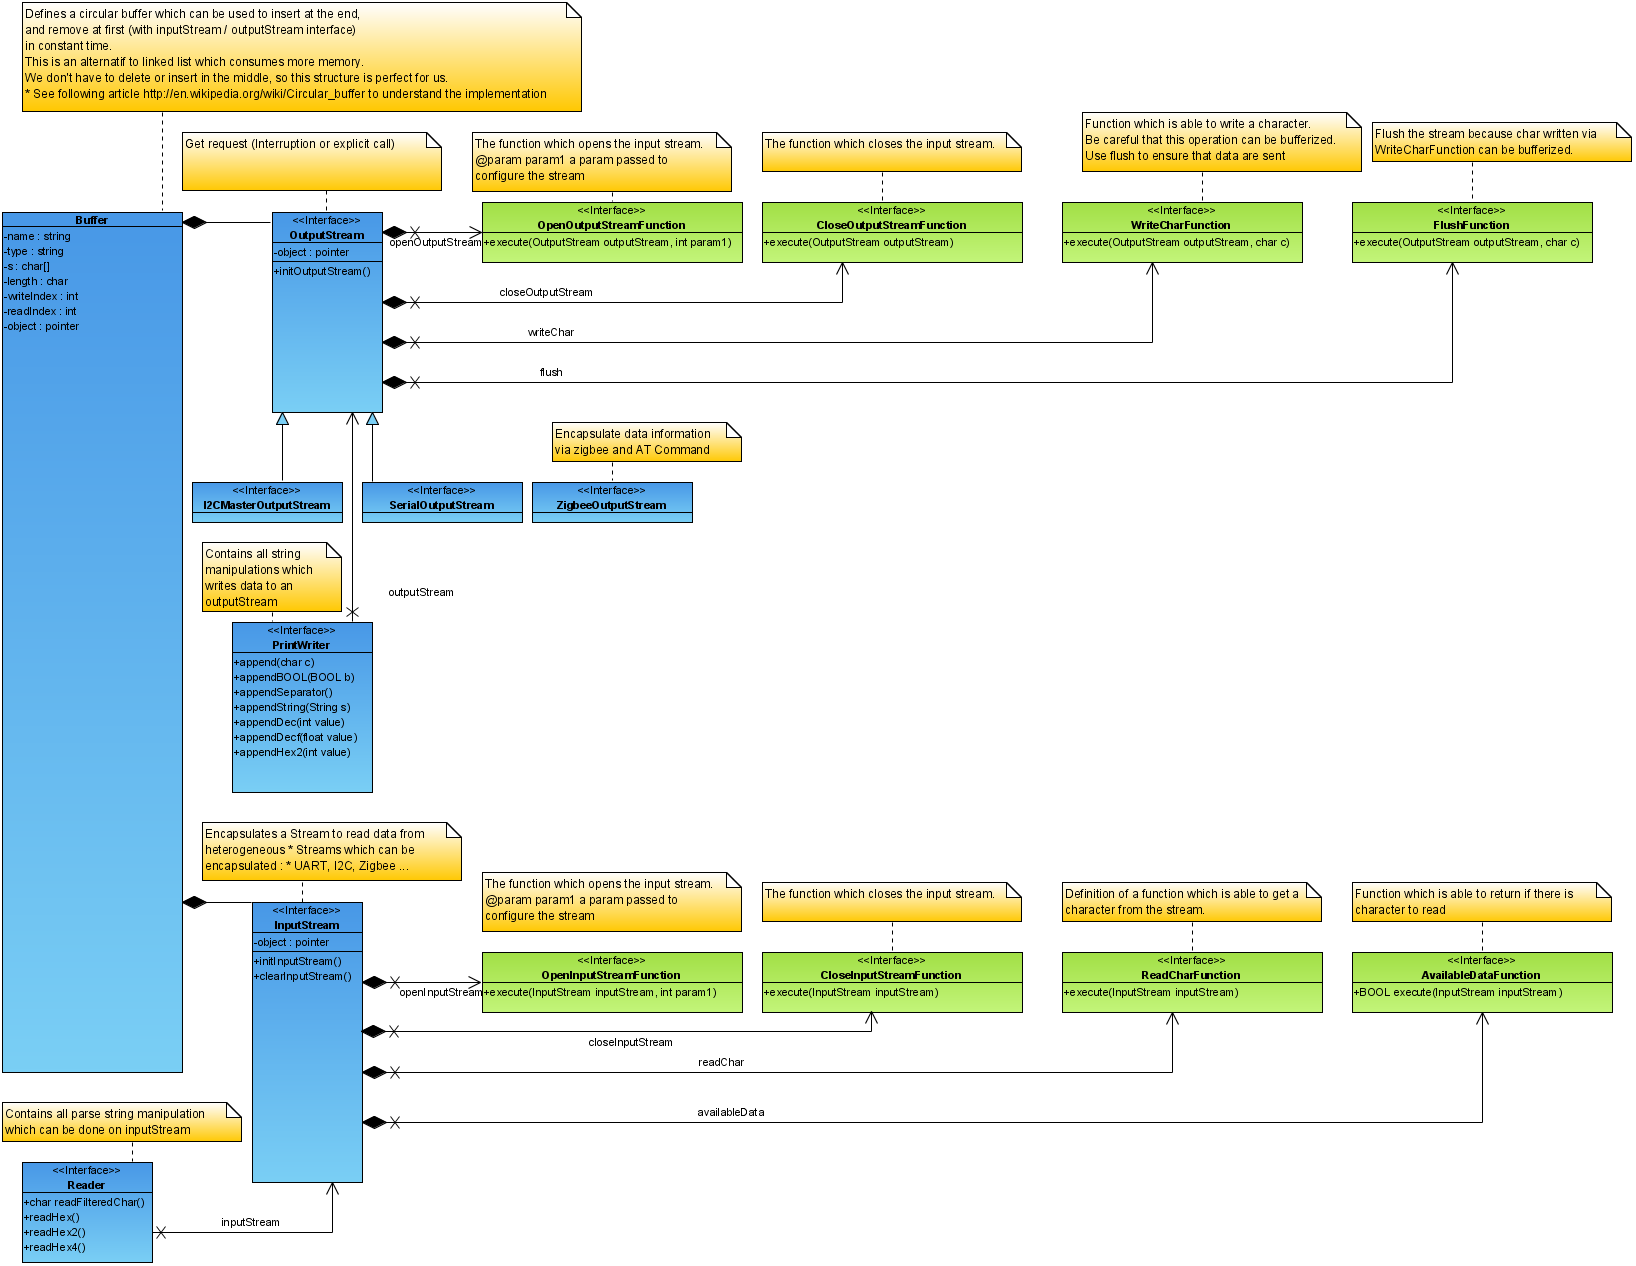 Defines a circular buffer which can be used to insert at the end,
and remove at first (with inputStream / outputStream interface)
in constant time.
This is an alternatif to linked list which consumes more memory.
We don't have to delete or insert in the middle, so this structure is perfect for us.
* See following article http://en.wikipedia.org/wiki/Circular_buffer to understand the implementation
Get request (Interruption or explicit call)
The function which opens the input stream.
@param param1 a param passed to
configure the stream
The function which closes the input stream.
Function which is able to write a character.
Be careful that this operation can be bufferized.
Use flush to ensure that data are sent
Flush the stream because char written via
WriteCharFunction can be bufferized.
Buffer
-name : string
-type : string
-s : char[]
-length : char
-writeIndex : int
-readIndex : int
-object : pointer
<<Interface>>
OutputStream
-object : pointer
+initOutputStream()
openOutputStream
<<Interface>>
OpenOutputStreamFunction
+execute(OutputStream outputStream, int param1)
<<Interface>>
CloseOutputStreamFunction
+execute(OutputStream outputStream)
<<Interface>>
WriteCharFunction
+execute(OutputStream outputStream, char c)
<<Interface>>
FlushFunction
+execute(OutputStream outputStream, char c)
closeOutputStream
writeChar
flush
Encapsulate data information
via zigbee and AT Command
<<Interface>>
I2CMasterOutputStream
<<Interface>>
SerialOutputStream
<<Interface>>
ZigbeeOutputStream
Contains all string
manipulations which
writes data to an
outputStream
outputStream
<<Interface>>
PrintWriter
+append(char c)
+appendBOOL(BOOL b)
+appendSeparator()
+appendString(String s)
+appendDec(int value)
+appendDecf(float value)
+appendHex2(int value)
Encapsulates a Stream to read data from
heterogeneous * Streams which can be
encapsulated : * UART, I2C, Zigbee ...
The function which opens the input stream.
@param param1 a param passed to
configure the stream
The function which closes the input stream.
Definition of a function which is able to get a
character from the stream.
Function which is able to return if there is
character to read
<<Interface>>
InputStream
-object : pointer
+initInputStream()
+clearInputStream()
openInputStream
<<Interface>>
OpenInputStreamFunction
+execute(InputStream inputStream, int param1)
<<Interface>>
CloseInputStreamFunction
+execute(InputStream inputStream)
<<Interface>>
ReadCharFunction
+execute(InputStream inputStream)
<<Interface>>
AvailableDataFunction
+BOOL execute(InputStream inputStream)
closeInputStream
readChar
availableData
Contains all parse string manipulation
which can be done on inputStream
<<Interface>>
Reader
+char readFilteredChar()
+readHex()
+readHex2()
+readHex4()
inputStream